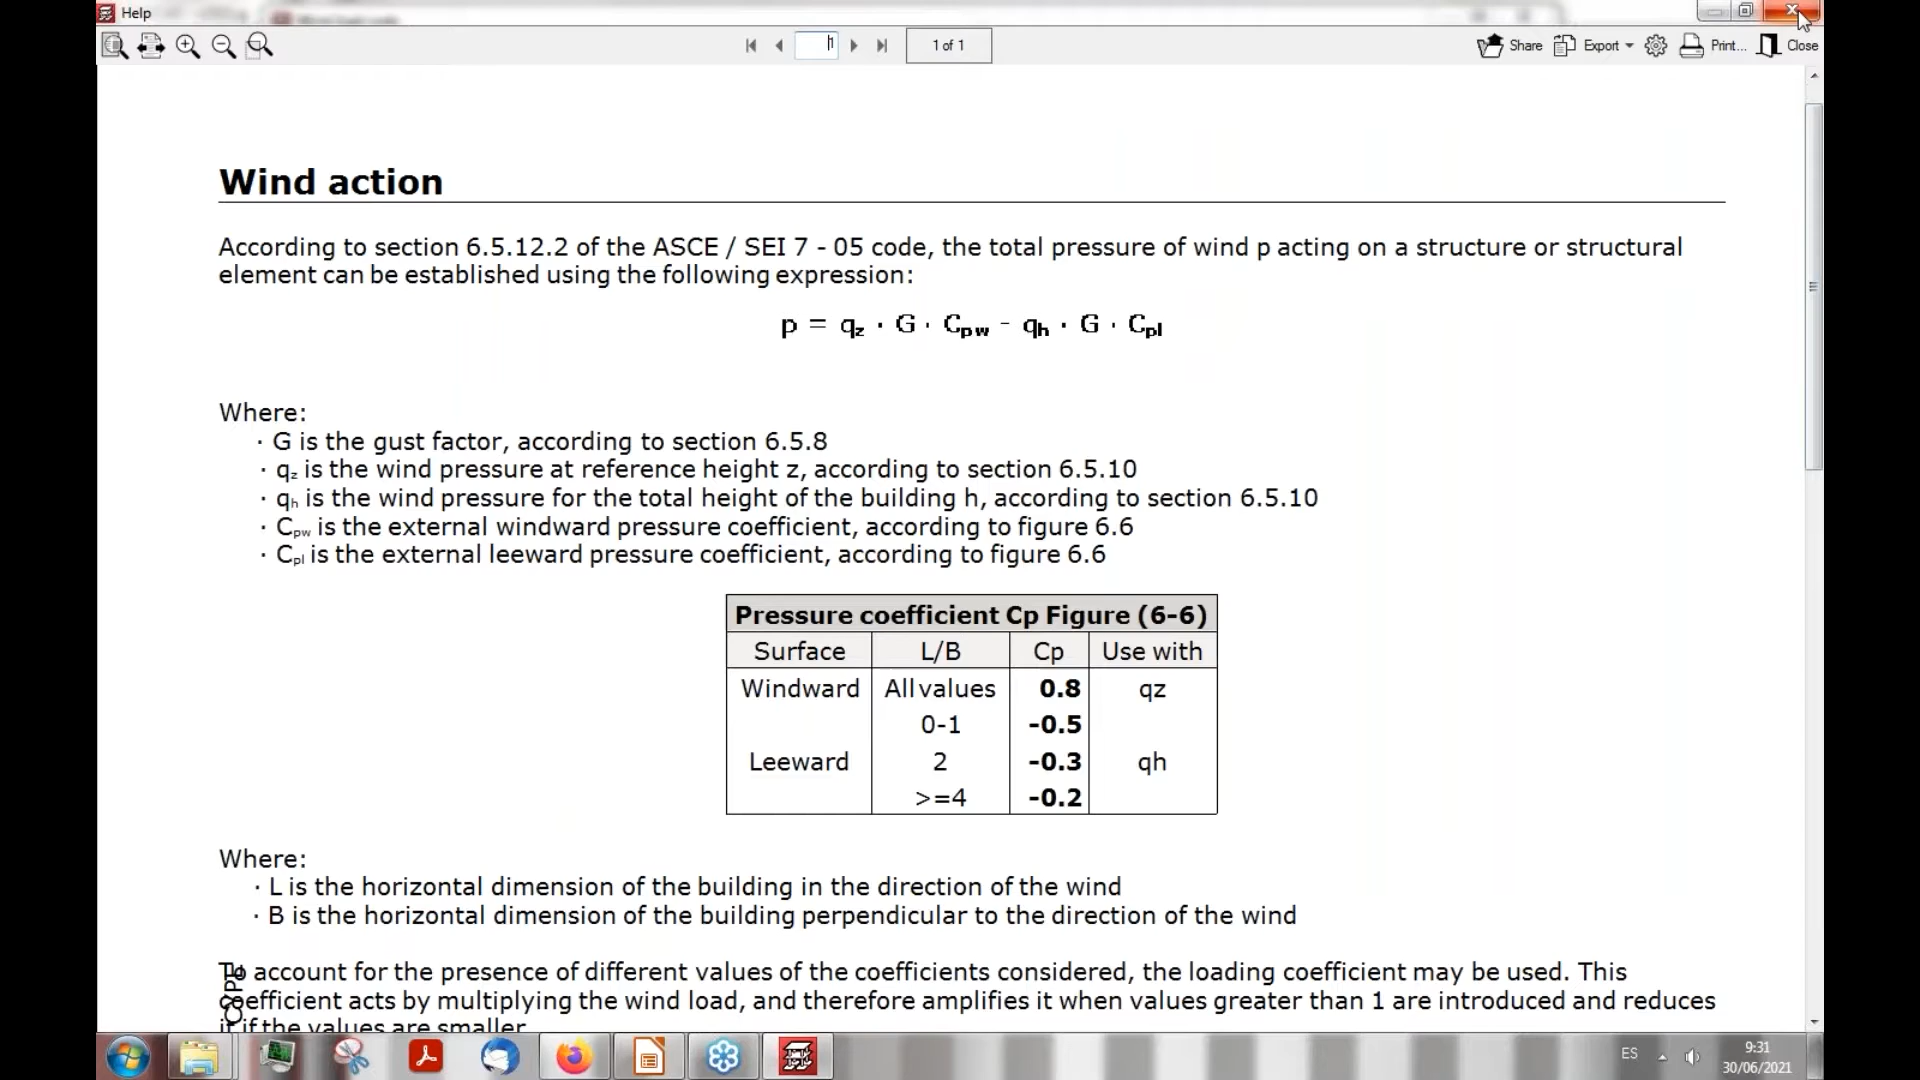 Help
1 of 1
Share
Export
Print...
Close
Wind action
According to section 6.5.12.2 of the ASCE / SEI 7 - 05 code, the total pressure of wind p acting on a structure or structural
element can be established using the following expression:
p = qz · G · Cpw - qh · G · Cpl
Where:
· G is the gust factor, according to section 6.5.8
· qz is the wind pressure at reference height z, according to section 6.5.10
· qh is the wind pressure for the total height of the building h, according to section 6.5.10
· Cpw is the external windward pressure coefficient, according to figure 6.6
· Cpl is the external leeward pressure coefficient, according to figure 6.6
Pressure coefficient Cp Figure (6-6)
Surface L/B Cp Use with
Windward All values 0.8 qz
0-1 -0.5
Leeward 2 -0.3 qh
>=4 -0.2
Where:
· L is the horizontal dimension of the building in the direction of the wind
· B is the horizontal dimension of the building perpendicular to the direction of the wind
To account for the presence of different values of the coefficients considered, the loading coefficient may be used. This
coefficient acts by multiplying the wind load, and therefore amplifies it when values greater than 1 are introduced and reduces
it if the values are smaller.
ES
9:31
30/06/2021